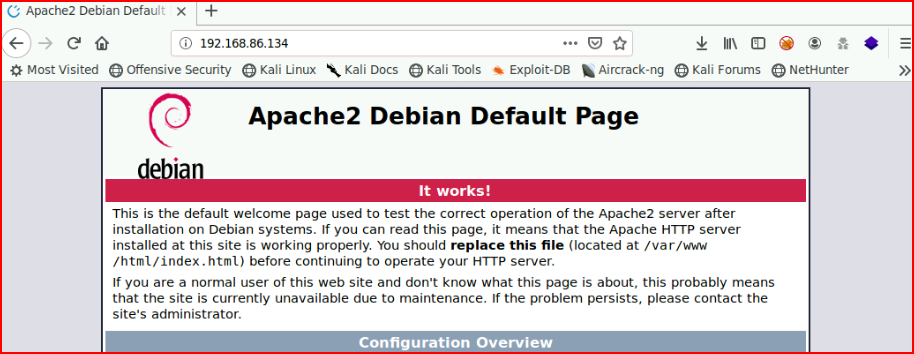 Apache2 Debian Default
192.168.86.134
Most Visited Offensive Security Kali Linux Kali Docs Kali Tools Exploit-DB Aircrack-ng Kali Forums NetHunter
debian
Apache2 Debian Default Page
It works!
This is the default welcome page used to test the correct operation of the Apache2 server after
installation on Debian systems. If you can read this page, it means that the Apache HTTP server
installed at this site is working properly. You should replace this file (located at /var/www
/html/index.html) before continuing to operate your HTTP server.
If you are a normal user of this web site and don't know what this page is about, this probably means
that the site is currently unavailable due to maintenance. If the problem persists, please contact the
site's administrator.
Configuration Overview